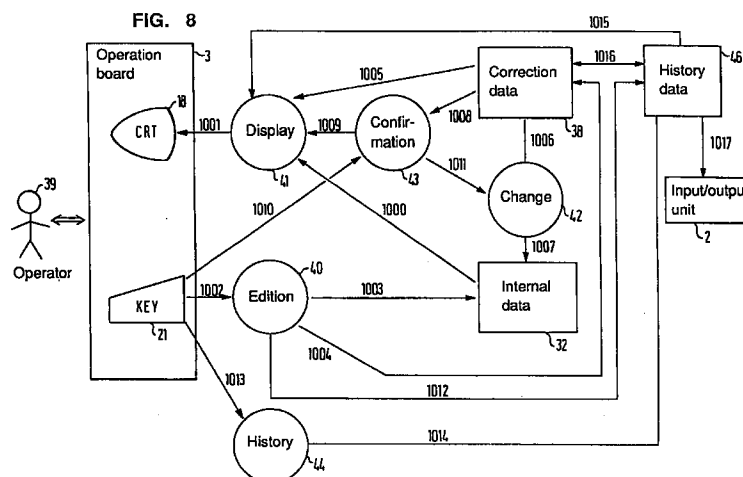 FIG. 8
Operation
board
3
1015
46
18
CRT
1001
Display
41
1005
1009
Confir-
mation
43
1008
Correction
data
38
1016
History
data
1006
1017
1011
Change
42
Input/output
unit
2
39
Operator
1010
1000
1007
40
KEY
21
1002
Edition
1003
Internal
data
32
1004
1012
1013
History
44
1014